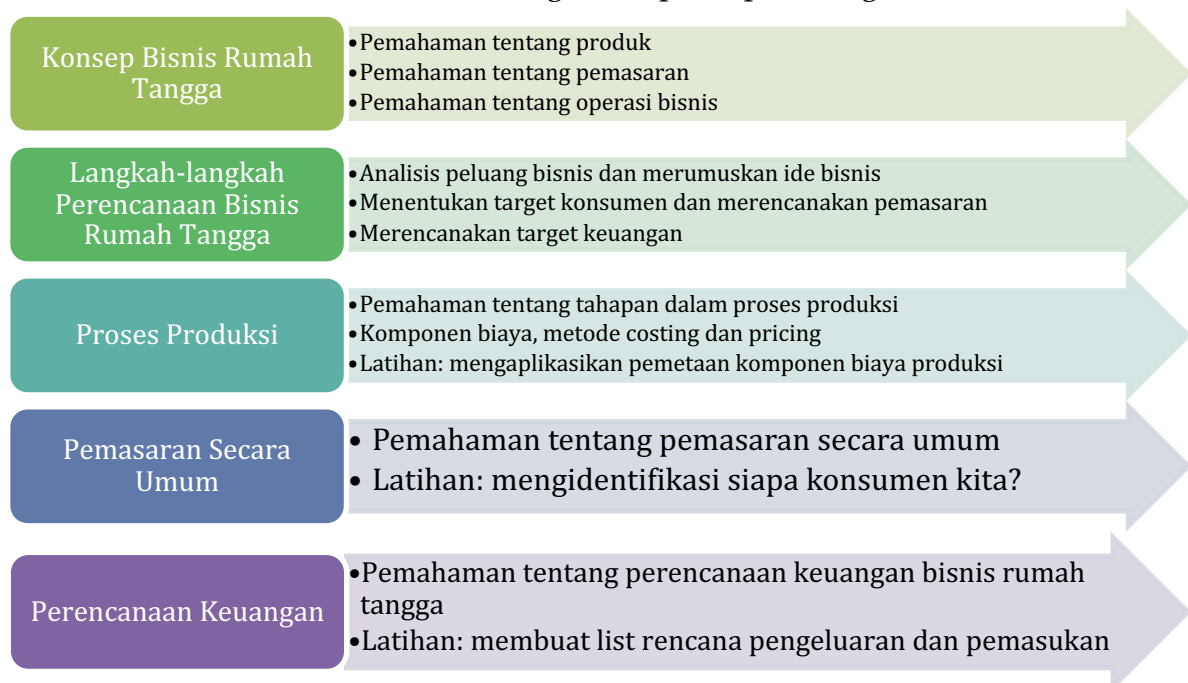 Konsep Bisnis Rumah
Tangga
•Pemahaman tentang produk
•Pemahaman tentang pemasaran
•Pemahaman tentang operasi bisnis
Langkah-langkah
Perencanaan Bisnis
Rumah Tangga
•Analisis peluang bisnis dan merumuskan ide bisnis
•Menentukan target konsumen dan merencanakan pemasaran
•Merencanakan target keuangan
Proses Produksi
•Pemahaman tentang tahapan dalam proses produksi
•Komponen biaya, metode costing dan pricing
•Latihan: mengaplikasikan pemetaan komponen biaya produksi
Pemasaran Secara
Umum
• Pemahaman tentang pemasaran secara umum
• Latihan: mengidentifikasi siapa konsumen kita?
Perencanaan Keuangan
•Pemahaman tentang perencanaan keuangan bisnis rumah
tangga
•Latihan: membuat list rencana pengeluaran dan pemasukan